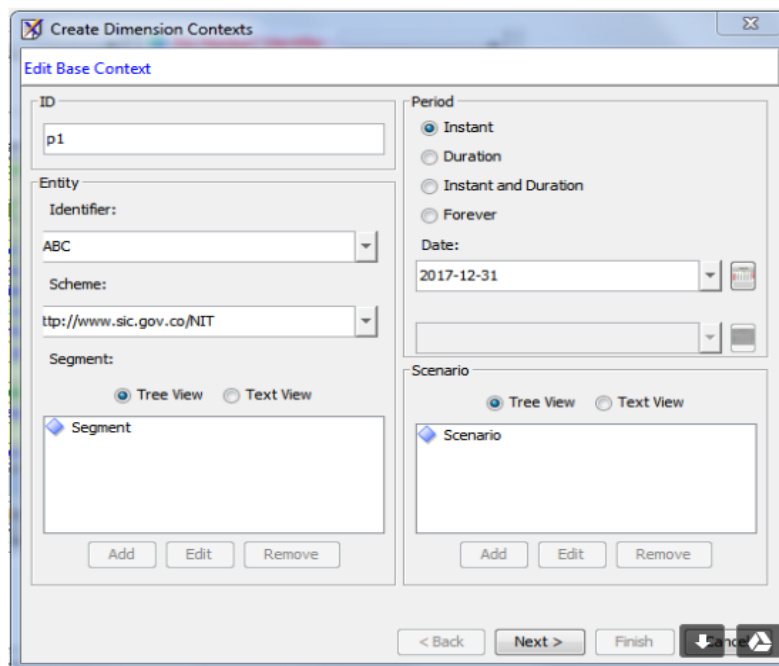 Create Dimension Contexts
Edit Base Context
ID
p1
Entity
Identifier:
ABC
Scheme:
ttp://www.sic.gov.co/NIT
Segment:
Tree View Text View
Segment
Add Edit Remove
Period
Instant
Duration
Instant and Duration
Forever
Date:
2017-12-31
Scenario
Tree View Text View
Scenario
Add Edit Remove
< Back Next > Finish